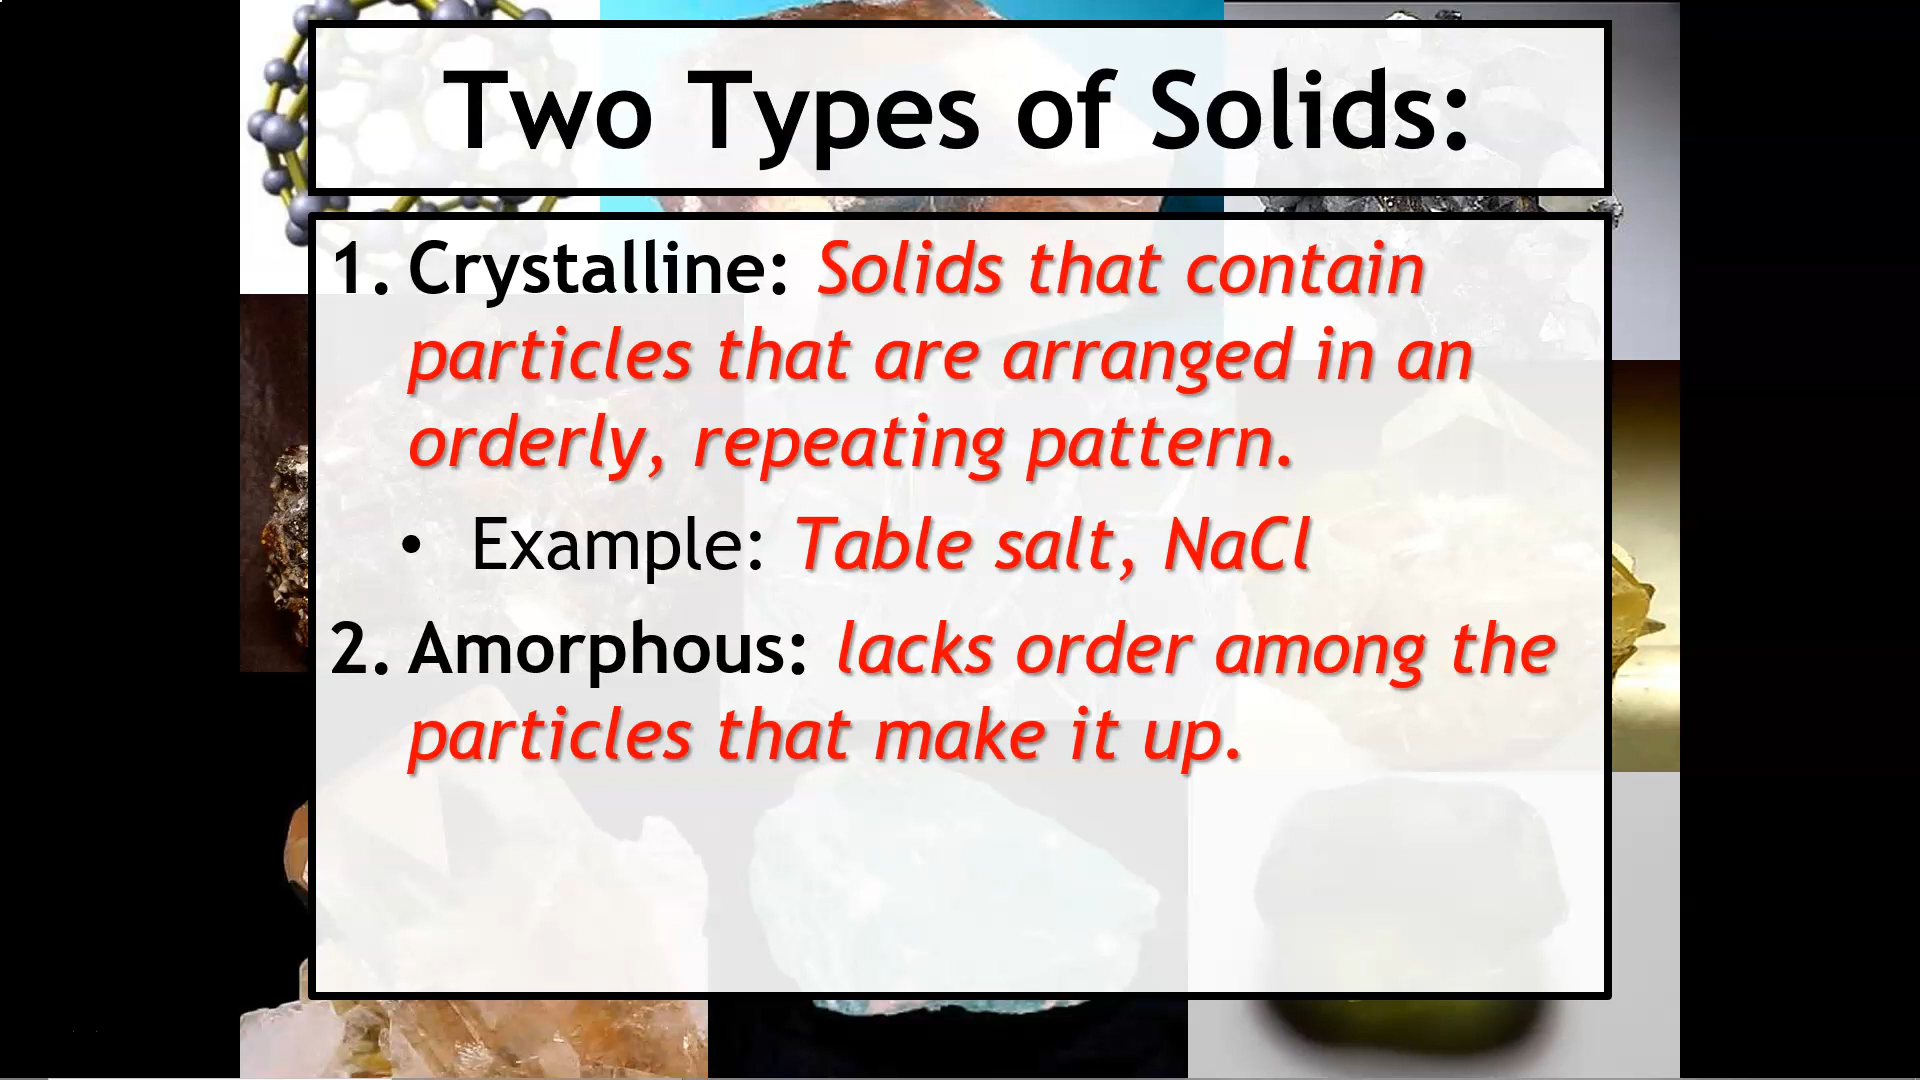 Two Types of Solids:
1. Crystalline: Solids that contain
particles that are arranged in an
orderly, repeating pattern.
• Example: Table salt, NaCl
2. Amorphous: lacks order among the
particles that make it up.